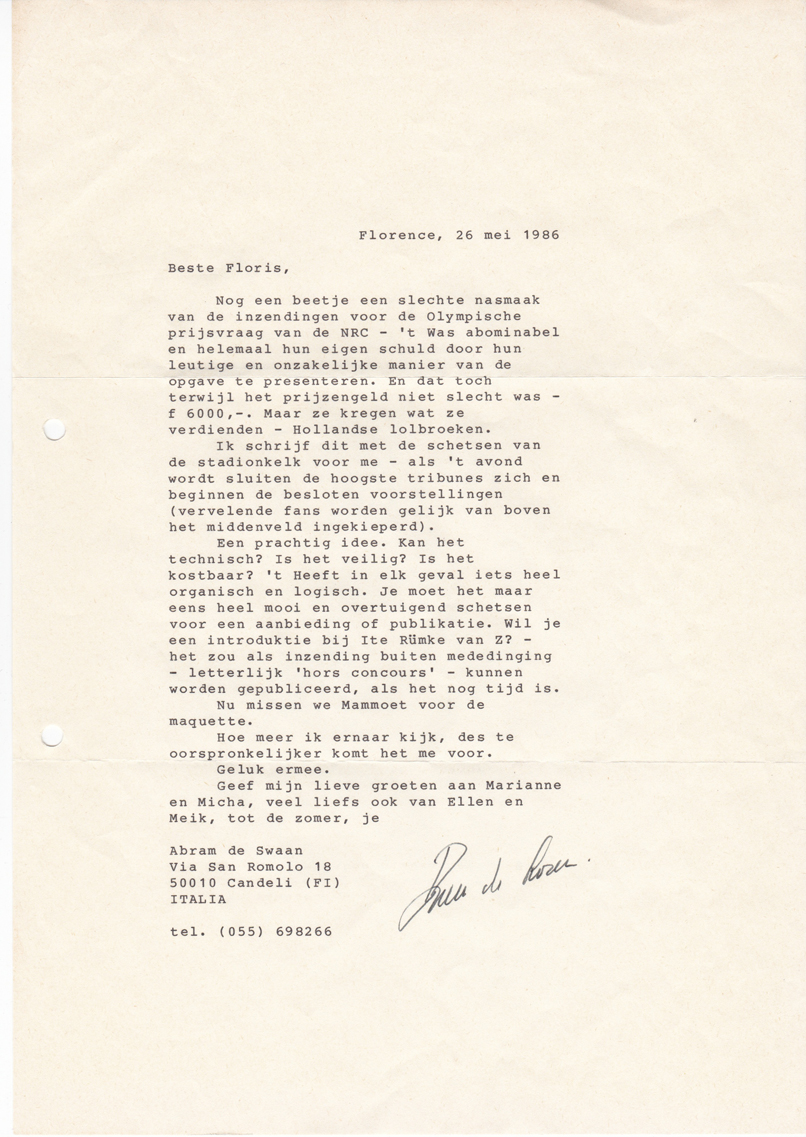 Florence, 26 mei 1986
Beste Floris,
Nog een beetje een slechte nasmaak
van de inzendingen voor de Olympische
prijsvraag van de NRC - 't Was abominabel
en helemaal hun eigen schuld door hun
leutige en onzakelijke manier van de
opgave te presenteren. En dat toch
terwijl het prijzengeld niet slecht was -
f 6000,-. Maar ze kregen wat ze
verdienden - Hollandse lolbroeken.
Ik schrijf dit met de schetsen van
de stadionkelk voor me - als 't avond
wordt sluiten de hoogste tribunes zich en
beginnen de besloten voorstellingen
(vervelende fans worden gelijk van boven
het middenveld ingekieperd).
Een prachtig idee. Kan het
technisch? Is het veilig? Is het
kostbaar? 't Heeft in elk geval iets heel
organisch en logisch. Je moet het maar
eens heel mooi en overtuigend schetsen
voor een aanbieding of publikatie. Wil je
een introduktie bij Ite Rümke van Z? -
het zou als inzending buiten mededinging
- letterlijk 'hors concours' - kunnen
worden gepubliceerd, als het nog tijd is.
Nu missen we Mammoet voor de
maquette.
Hoe meer ik ernaar kijk, des te
oorspronkelijker komt het me voor.
Geluk ermee.
Geef mijn lieve groeten aan Marianne
en Micha, veel liefs ook van Ellen en
Meik, tot de zomer, je
Abram de Swaan
Via San Romolo 18
50010 Candeli (FI)
ITALIA
tel. (055) 698266